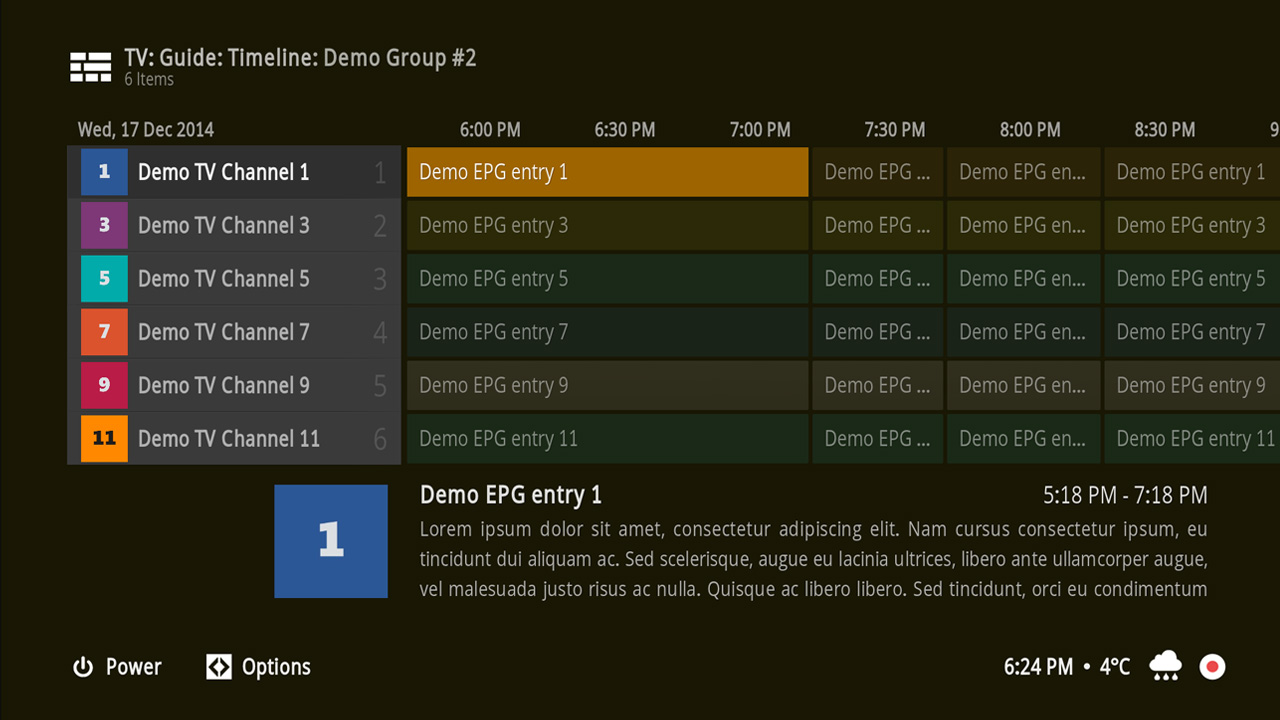 TV: Guide: Timeline: Demo Group #2
6 Items
Wed, 17 Dec 2014 6:00 PM 6:30 PM 7:00 PM 7:30 PM 8:00 PM 8:30 PM 9
1 Demo TV Channel 1 1 Demo EPG entry 1 Demo EPG ... Demo EPG en... Demo EPG entry 1
3 Demo TV Channel 3 2 Demo EPG entry 3 Demo EPG ... Demo EPG en... Demo EPG entry 3
5 Demo TV Channel 5 3 Demo EPG entry 5 Demo EPG ... Demo EPG en... Demo EPG entry 5
7 Demo TV Channel 7 4 Demo EPG entry 7 Demo EPG ... Demo EPG en... Demo EPG entry 7
9 Demo TV Channel 9 5 Demo EPG entry 9 Demo EPG ... Demo EPG en... Demo EPG entry 9
11 Demo TV Channel 11 6 Demo EPG entry 11 Demo EPG ... Demo EPG en... Demo EPG entry 11
1
Demo EPG entry 1 5:18 PM - 7:18 PM
Lorem ipsum dolor sit amet, consectetur adipiscing elit. Nam cursus consectetur ipsum, eu
tincidunt dui aliquam ac. Sed scelerisque, augue eu lacinia ultrices, libero ante ullamcorper augue,
vel malesuada justo risus ac nulla. Quisque ac libero libero. Sed tincidunt, orci eu condimentum
Power Options 6:24 PM • 4°C